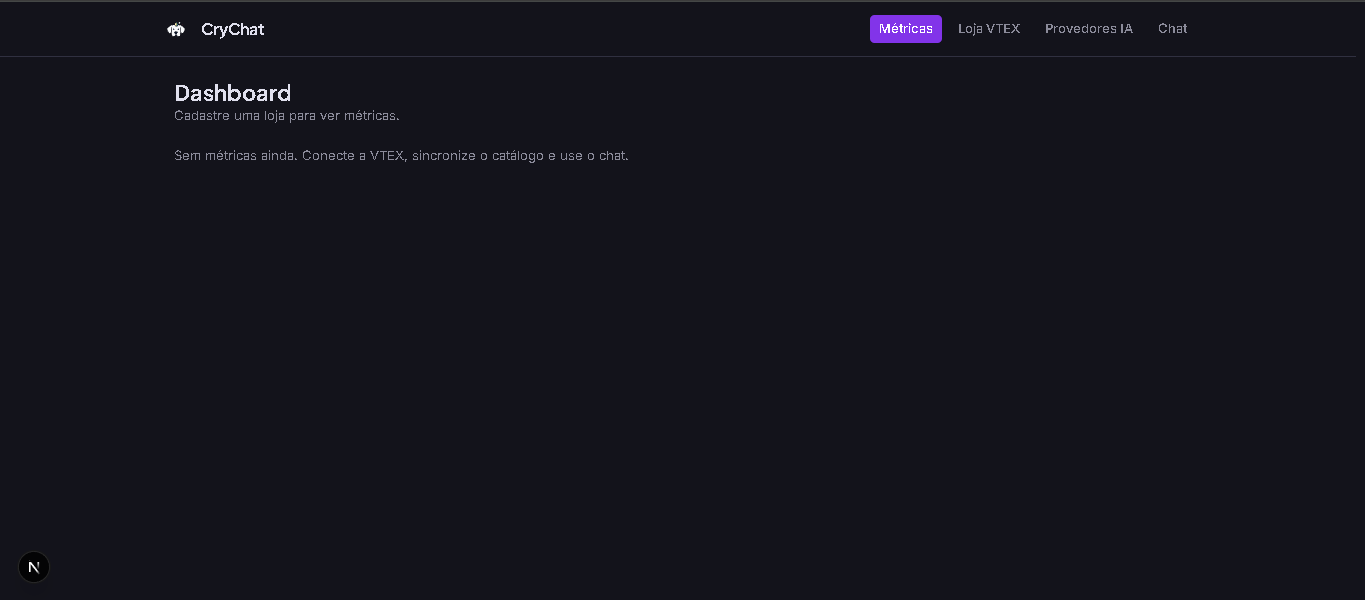 CryChat
Métricas
Loja VTEX
Provedores IA
Chat
Dashboard
Cadastre uma loja para ver métricas.
Sem métricas ainda. Conecte a VTEX, sincronize o catálogo e use o chat.
N